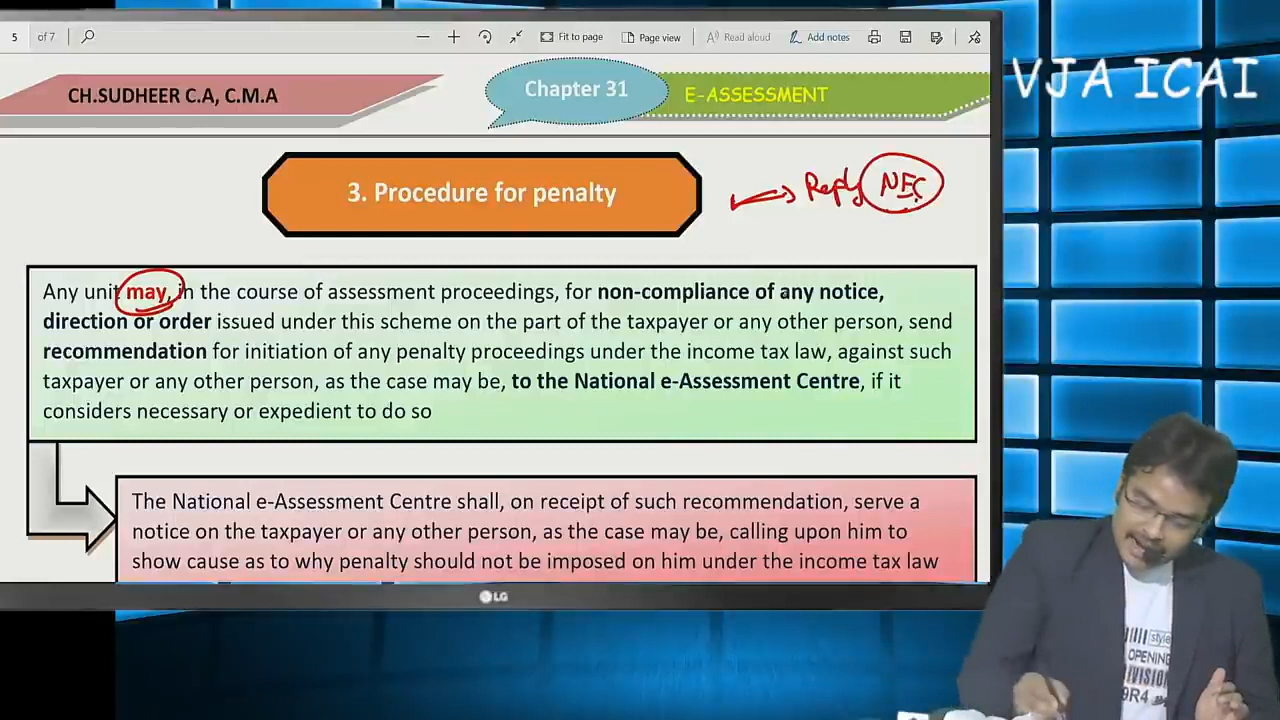 5 of 7 Fit to page Page view Read aloud Add notes
VJA ICAI
CH.SUDHEER C.A, C.M.A
Chapter 31
E-ASSESSMENT
3. Procedure for penalty
Reply NEC
Any unit may, in the course of assessment proceedings, for non-compliance of any notice,
direction or order issued under this scheme on the part of the taxpayer or any other person, send
recommendation for initiation of any penalty proceedings under the income tax law, against such
taxpayer or any other person, as the case may be, to the National e-Assessment Centre, if it
considers necessary or expedient to do so
The National e-Assessment Centre shall, on receipt of such recommendation, serve a
notice on the taxpayer or any other person, as the case may be, calling upon him to
show cause as to why penalty should not be imposed on him under the income tax law
LG
style
OPENING
9R4